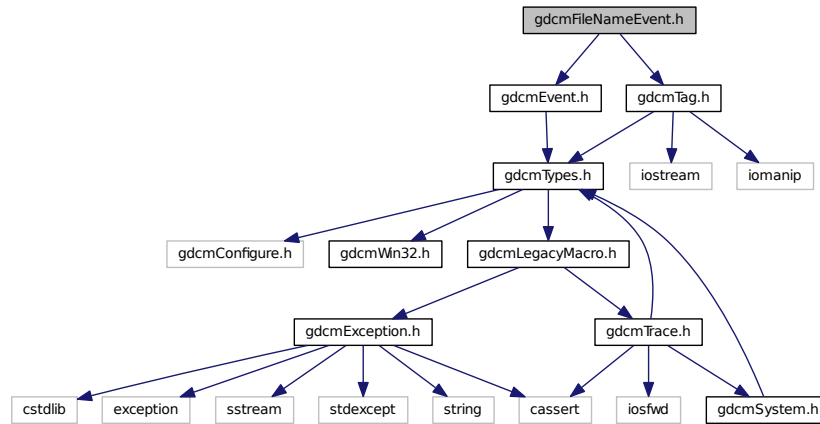 gdcmFileNameEvent.h
gdcmEvent.h
gdcmTag.h
gdcmTypes.h
iostream
iomanip
gdcmConfigure.h
gdcmWin32.h
gdcmLegacyMacro.h
gdcmException.h
gdcmTrace.h
cstdlib
exception
sstream
stdexcept
string
cassert
iosfwd
gdcmSystem.h